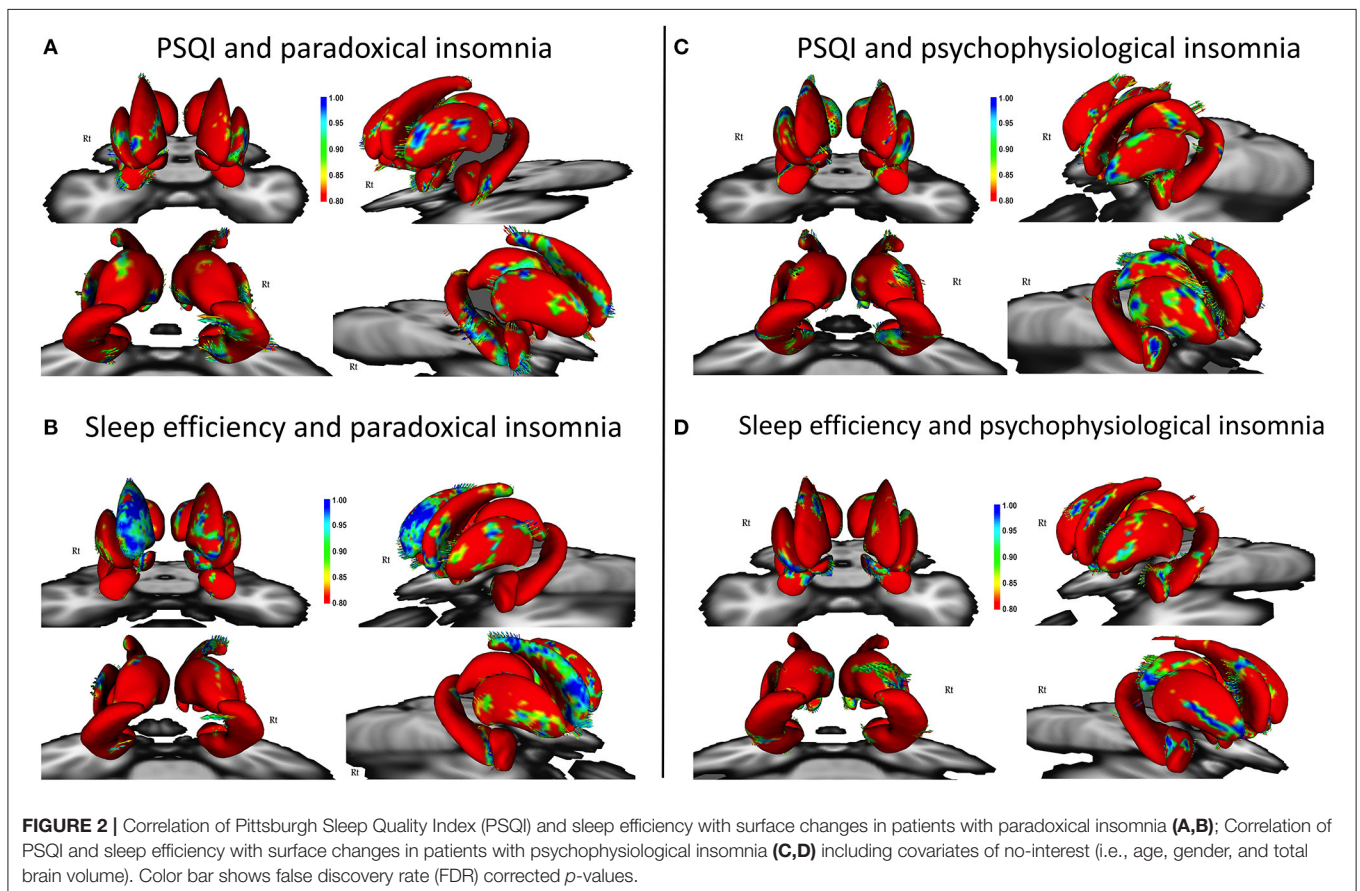 A PSQI and paradoxical insomnia
Rt
1.00
0.95
0.90
0.85
0.80
Rt
Rt
Rt
B Sleep efficiency and paradoxical insomnia
Rt
1.00
0.95
0.90
0.85
0.80
Rt
Rt
Rt
C PSQI and psychophysiological insomnia
Rt
1.00
0.95
0.90
0.85
0.80
Rt
Rt
Rt
D Sleep efficiency and psychophysiological insomnia
Rt
1.00
0.95
0.90
0.85
0.80
Rt
Rt
Rt
FIGURE 2 | Correlation of Pittsburgh Sleep Quality Index (PSQI) and sleep efficiency with surface changes in patients with paradoxical insomnia (A,B); Correlation of
PSQI and sleep efficiency with surface changes in patients with psychophysiological insomnia (C,D) including covariates of no-interest (i.e., age, gender, and total
brain volume). Color bar shows false discovery rate (FDR) corrected p-values.